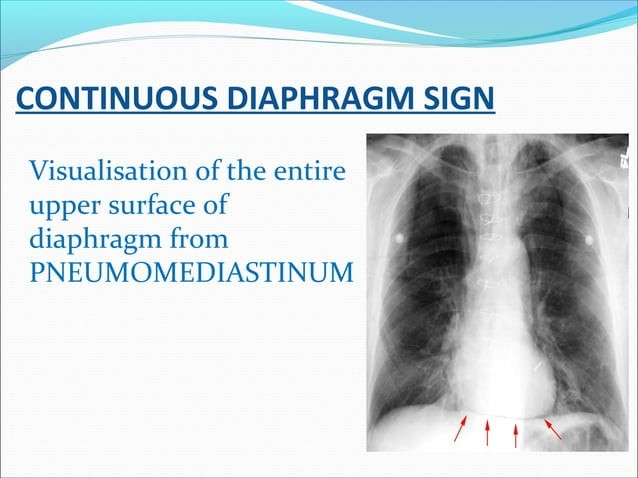 CONTINUOUS DIAPHRAGM SIGN
Visualisation of the entire
upper surface of
diaphragm from
PNEUMOMEDIASTINUM